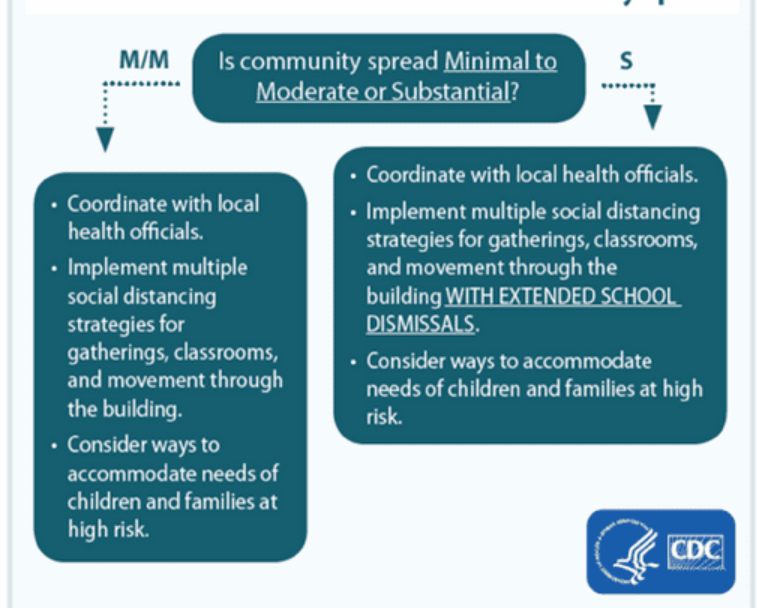 M/M
Is community spread Minimal to
Moderate or Substantial?
S
• Coordinate with local
health officials.
• Implement multiple
social distancing
strategies for
gatherings, classrooms,
and movement through
the building.
• Consider ways to
accommodate needs of
children and families at
high risk.
• Coordinate with local health officials.
• Implement multiple social distancing
strategies for gatherings, classrooms,
and movement through the
building WITH EXTENDED SCHOOL
DISMISSALS.
• Consider ways to accommodate
needs of children and families at high
risk.
CDC